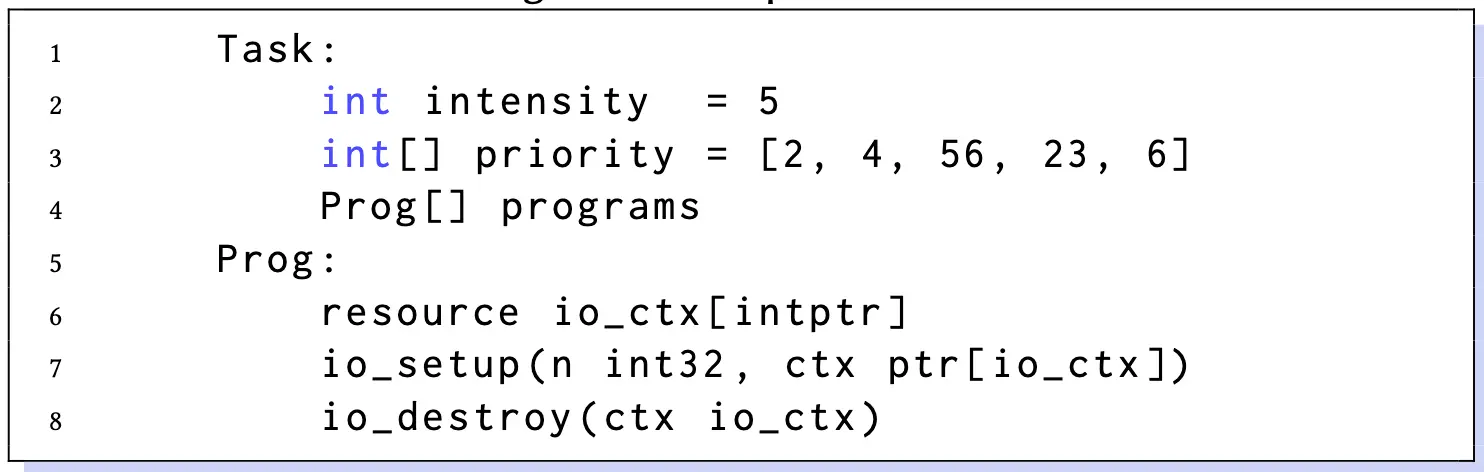 1 Task:
2 int intensity = 5
3 int[] priority = [2, 4, 56, 23, 6]
4 Prog[] programs
5 Prog:
6 resource io_ctx[intptr]
7 io_setup(n int32, ctx ptr[io_ctx])
8 io_destroy(ctx io_ctx)